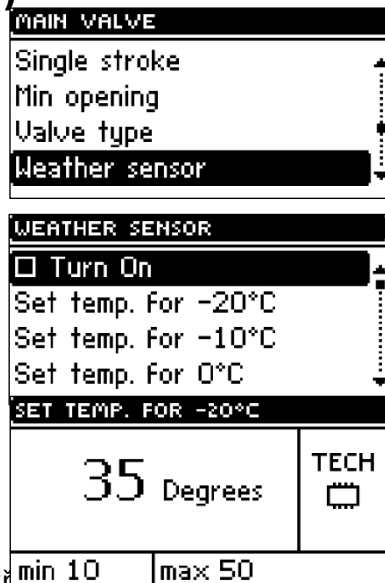 MAIN VALVE
Single stroke
Min opening
Valve type
Weather sensor
WEATHER SENSOR
Turn On
Set temp. for -20°C
Set temp. for -10°C
Set temp. for 0°C
SET TEMP. FOR -20°C
35 Degrees
TECH
min 10 max 50